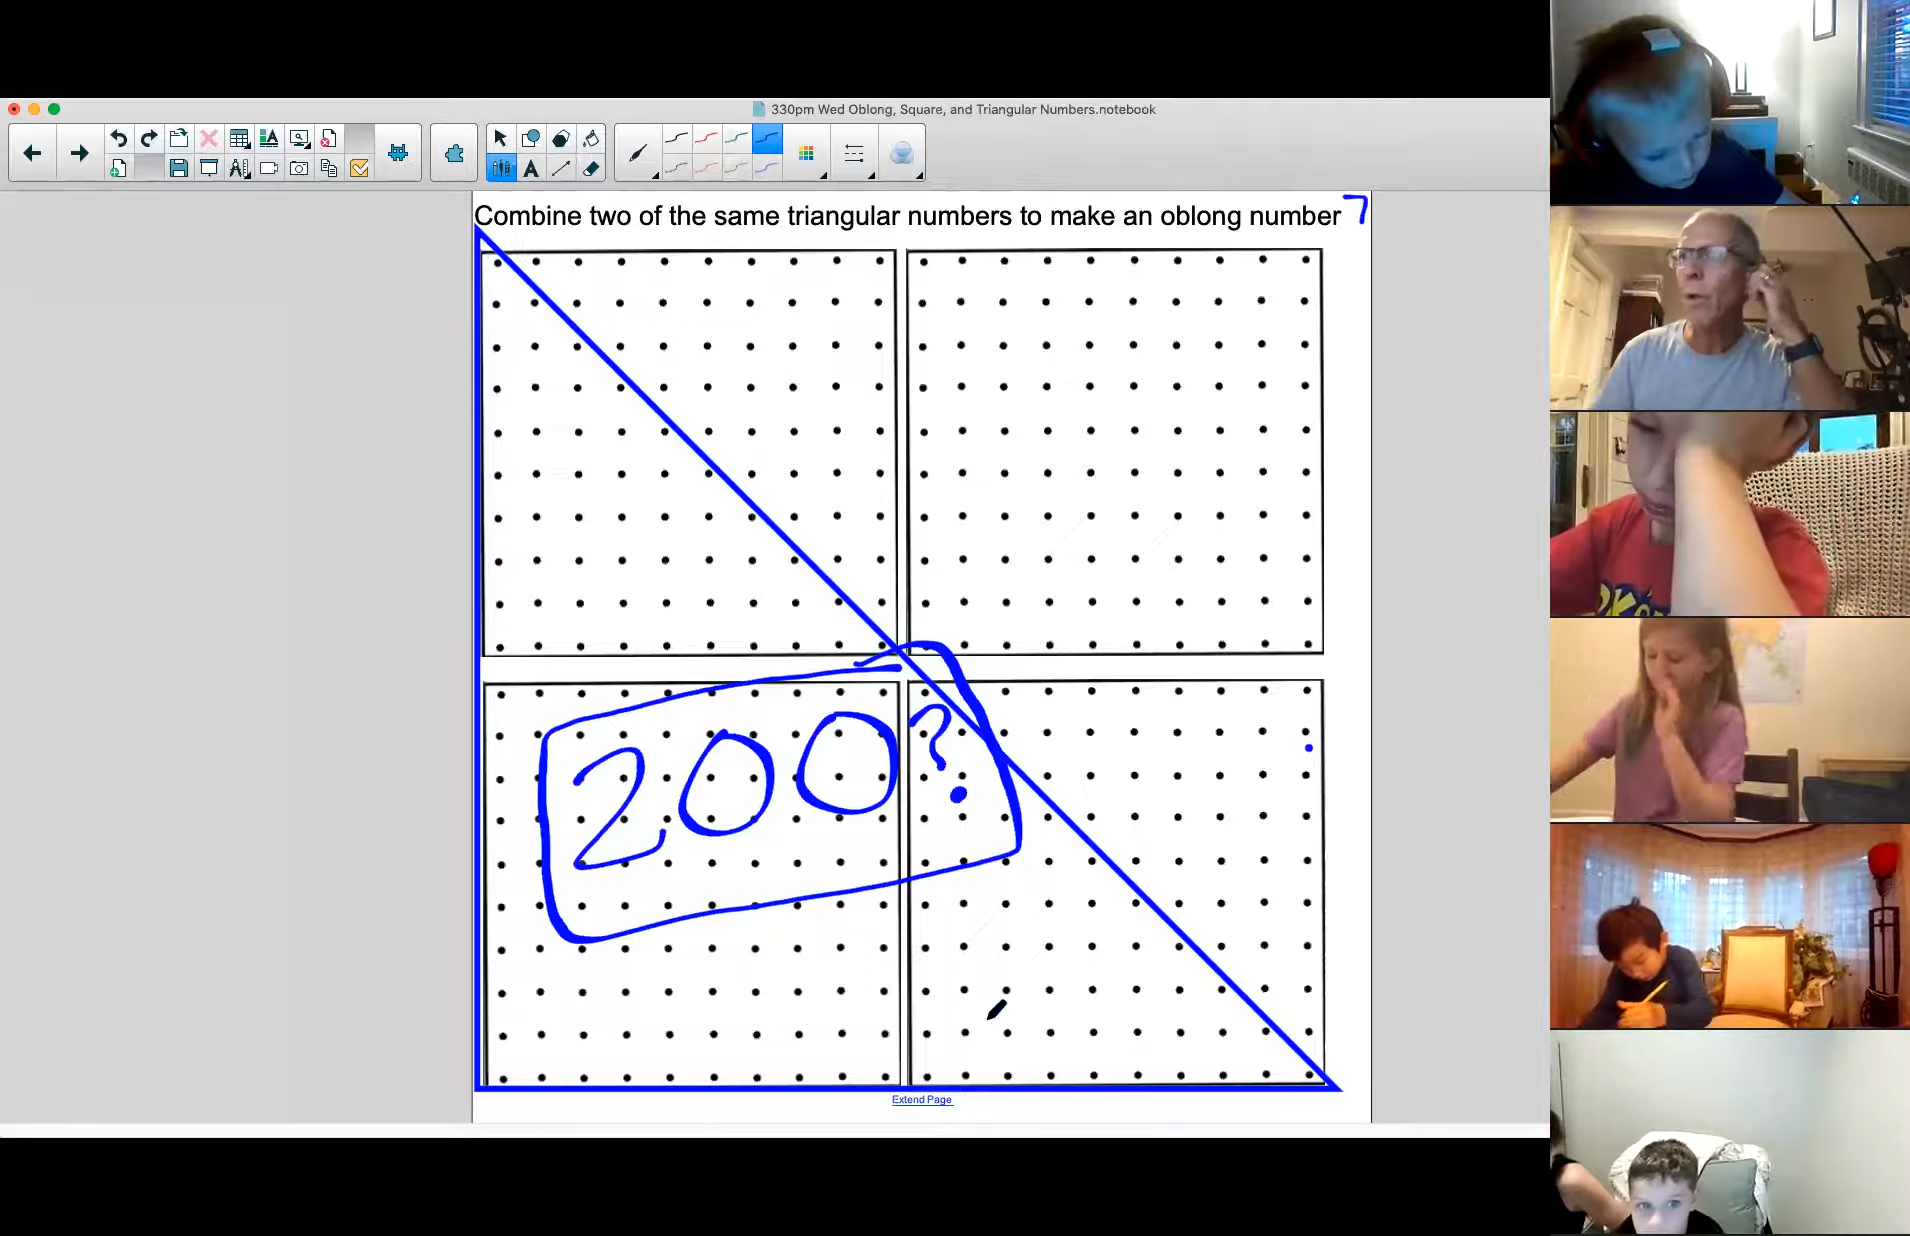 330pm Wed Oblong, Square, and Triangular Numbers.notebook
Combine two of the same triangular numbers to make an oblong number
200?
Extend Page